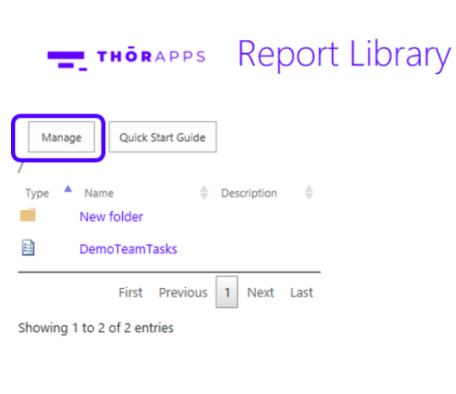 THŌRAPPS Report Library
Manage Quick Start Guide
/
Type Name Description
New folder
DemoTeamTasks
First Previous 1 Next Last
Showing 1 to 2 of 2 entries